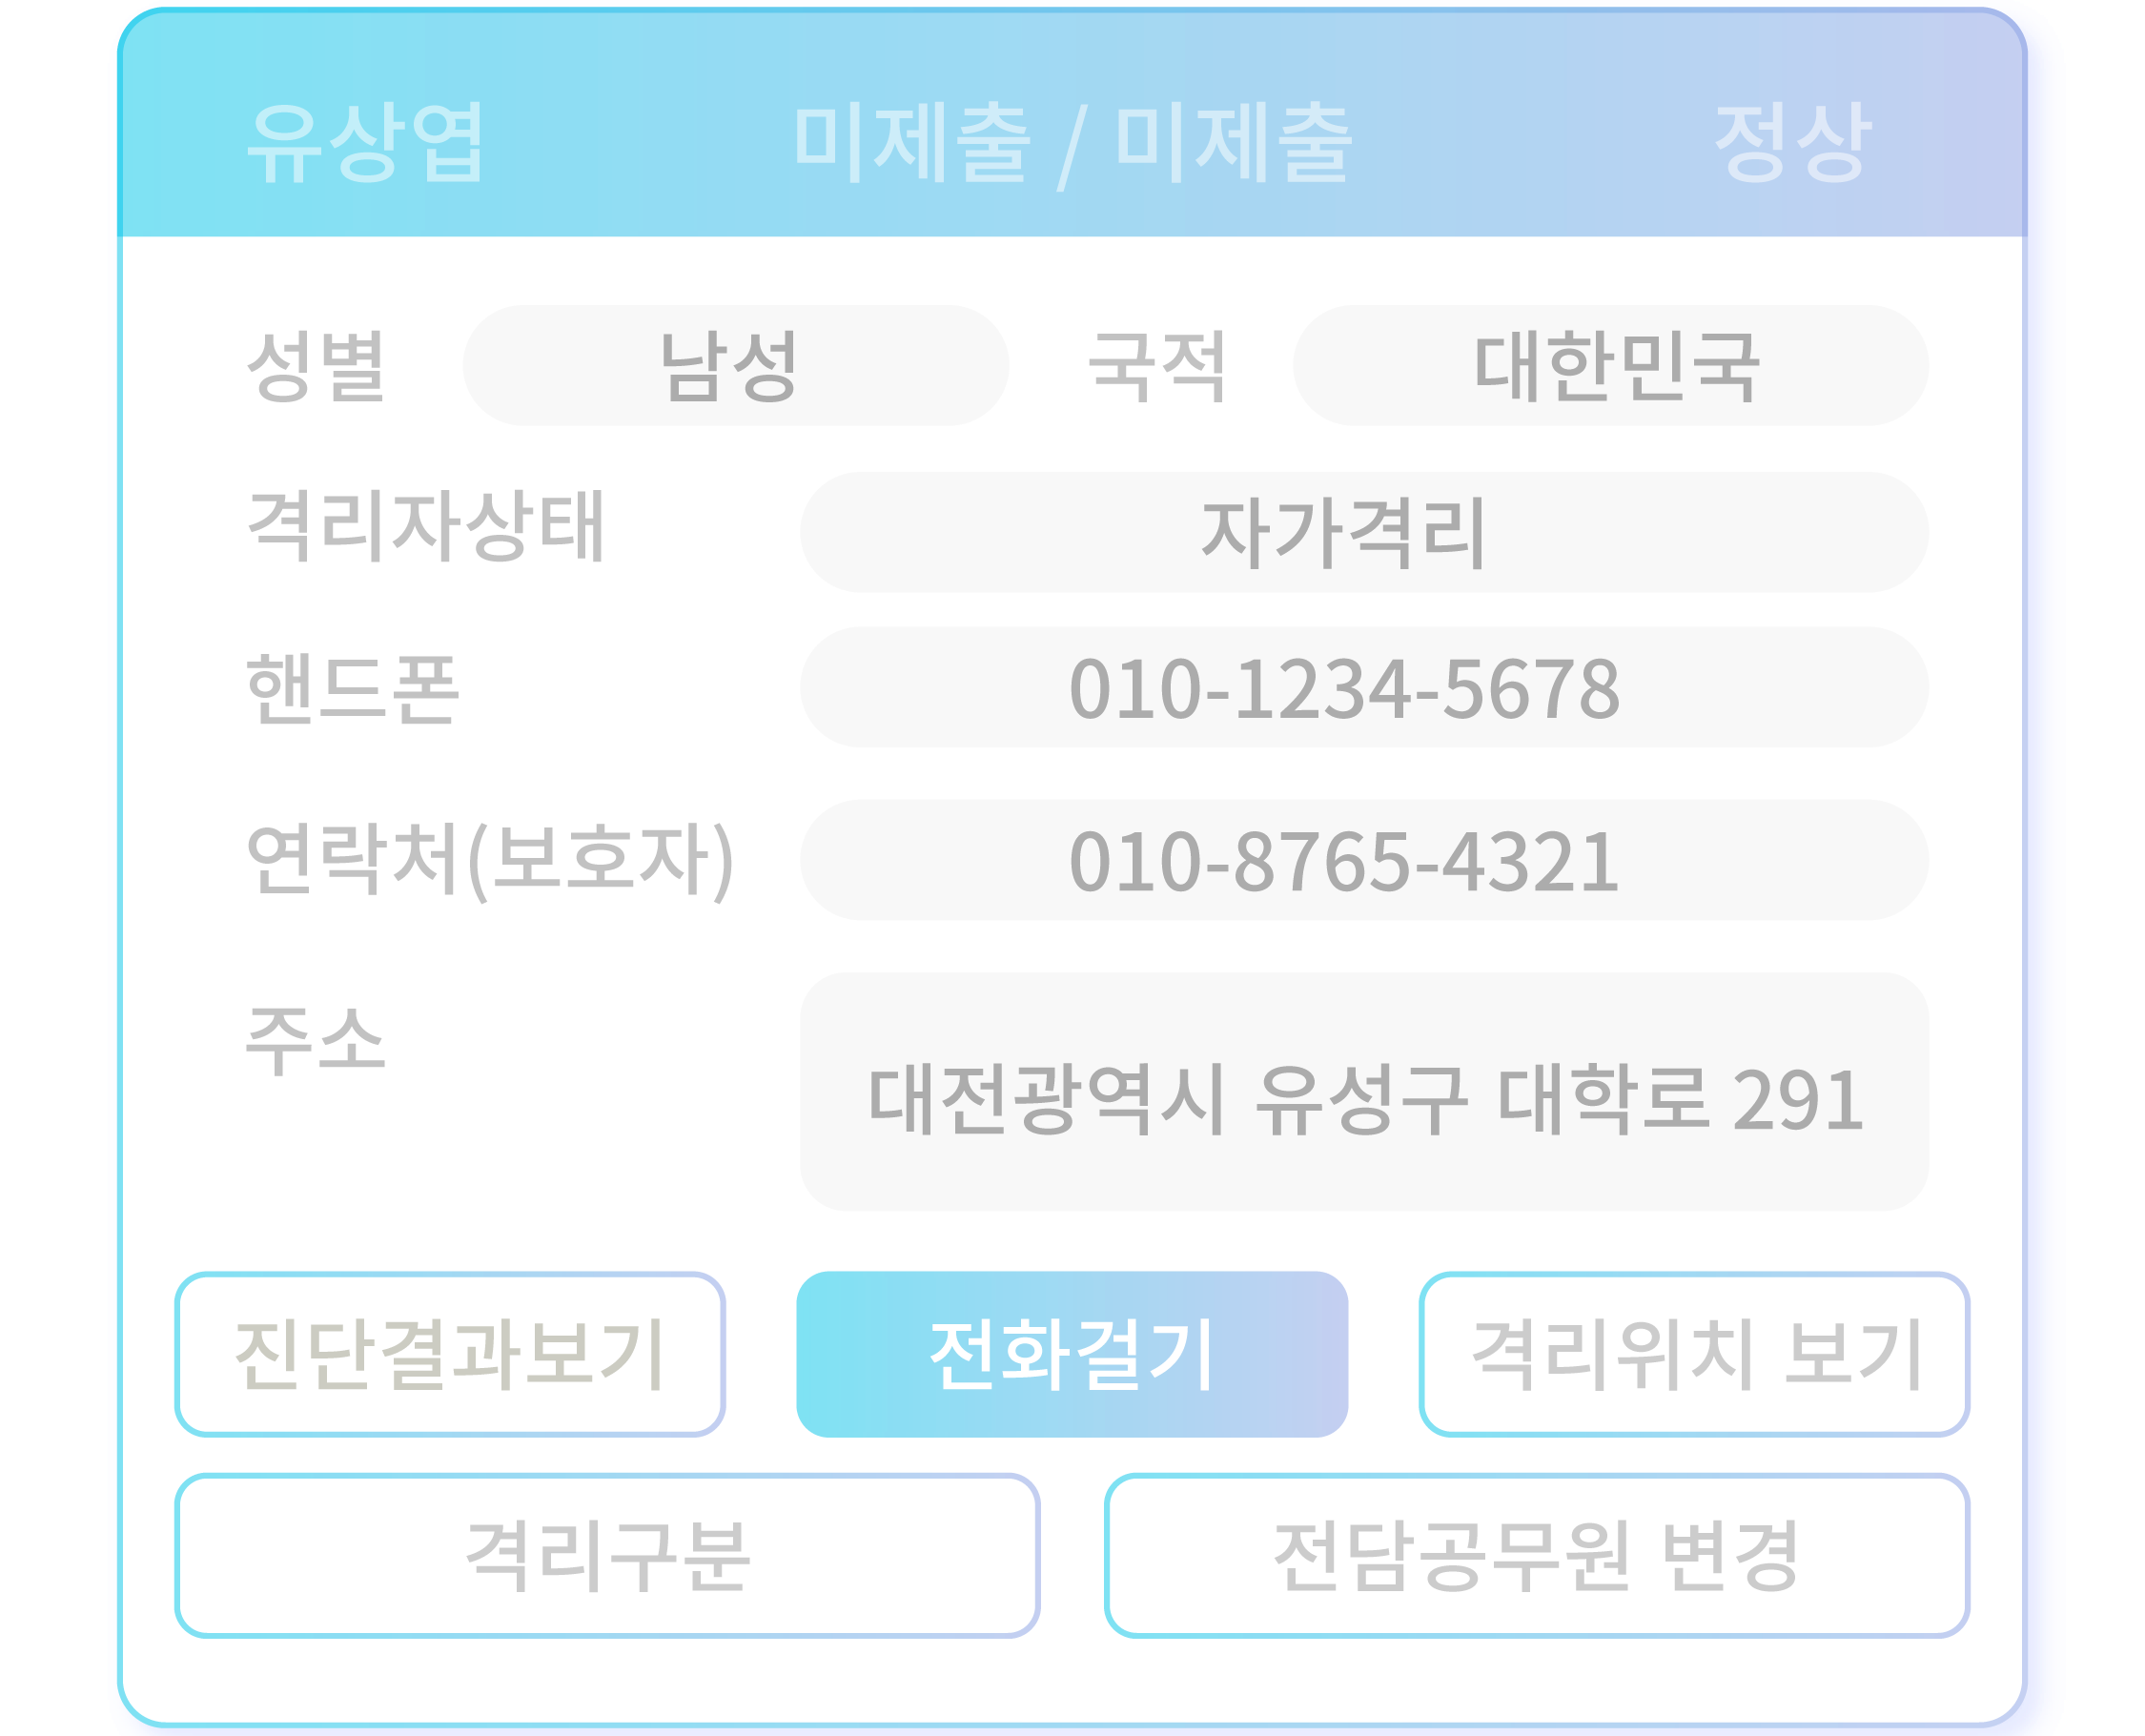 유상엽 미제출/ 미제출 정상
성별 남성 국적 대한민국
격리자상태 자가격리
핸드폰 010-1234-5678
연락처(보호자) 010-8765-4321
주소 대전광역시 유성구 대학로 291
진단결과보기 전화걸기 격리위치 보기
격리구분 전담공무원 변경